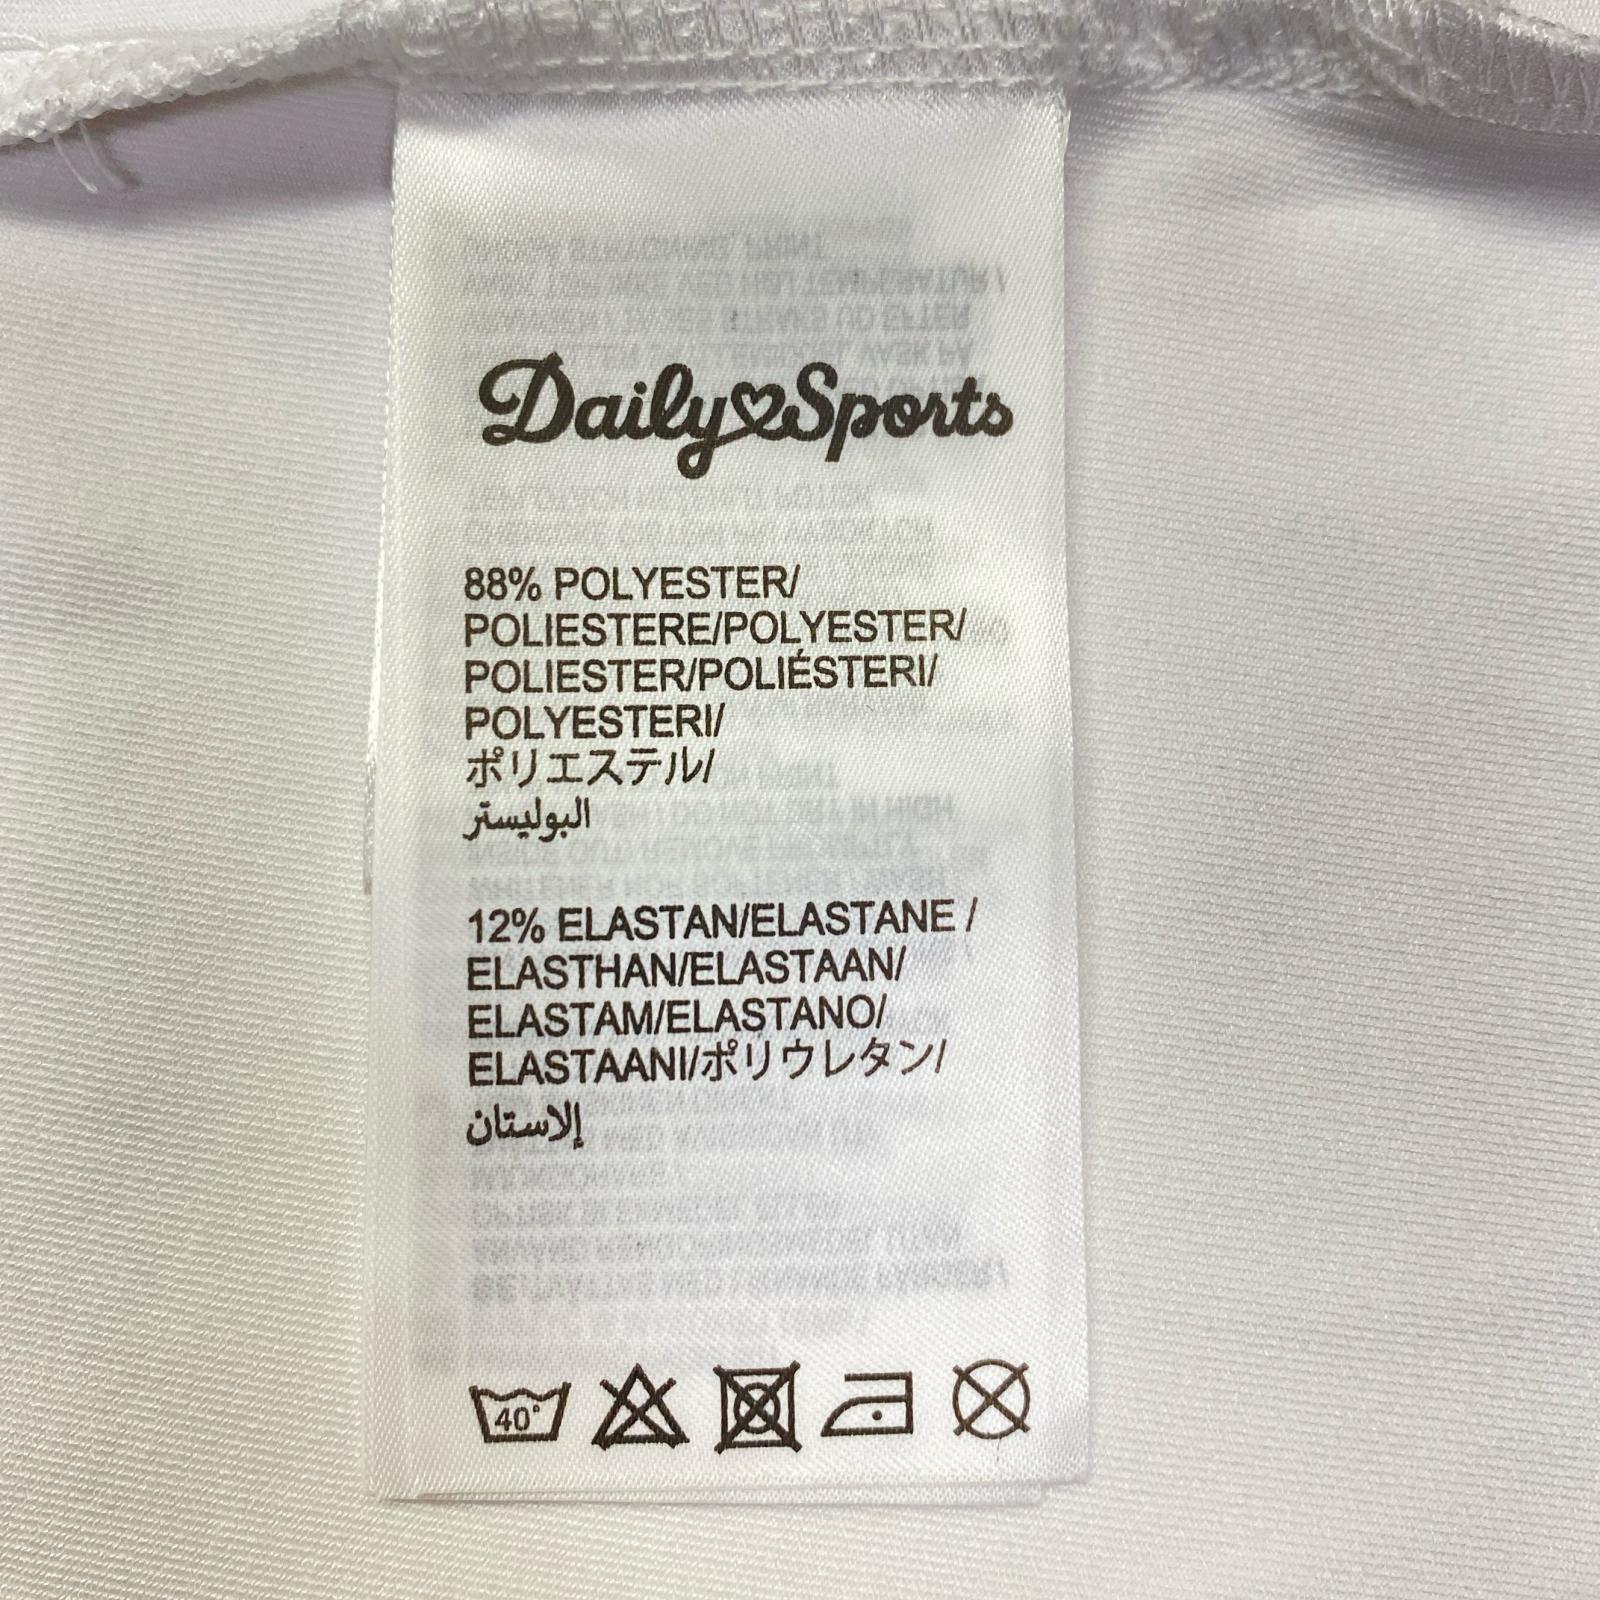 Daily Sports
88% POLYESTER/
POLIESTERE/POLYESTER/
POLIESTER/POLIÉSTERI/
POLYESTERI/
ポリエステル/
البوليستر
12% ELASTAN/ELASTANE /
ELASTHAN/ELASTAAN/
ELASTAM/ELASTANO/
ELASTAANI/ポリウレタン/
إلاستان
40°